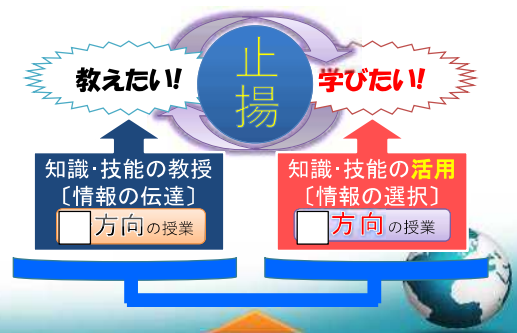 止揚
教えたい!
学びたい!
知識・技能の教授
〔情報の伝達〕
方向の授業
知識・技能の活用
〔情報の選択〕
方向の授業